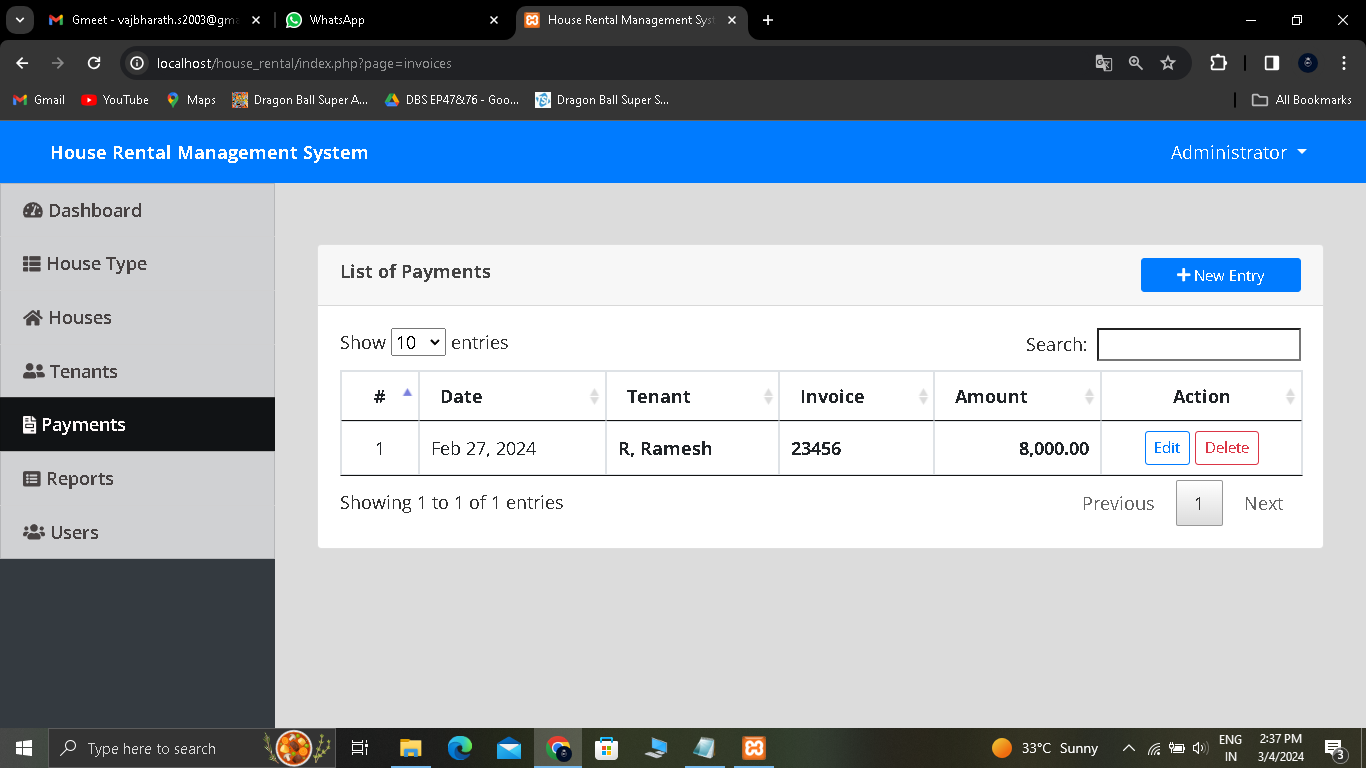 Gmeet - vajbharath.s2003@gma
WhatsApp
House Rental Management Syst
localhost/house_rental/index.php?page=invoices
Gmail
YouTube
Maps
Dragon Ball Super A...
DBS EP47&76 - Goo...
Dragon Ball Super S...
All Bookmarks
House Rental Management System
Administrator
Dashboard
House Type
Houses
Tenants
Payments
Reports
Users
List of Payments
New Entry
Show 10 entries
Search:
# Date Tenant Invoice Amount Action
1 Feb 27, 2024 R, Ramesh 23456 8,000.00 Edit Delete
Showing 1 to 1 of 1 entries
Previous 1 Next
Type here to search
33°C Sunny
ENG
IN
2:37 PM
3/4/2024
3